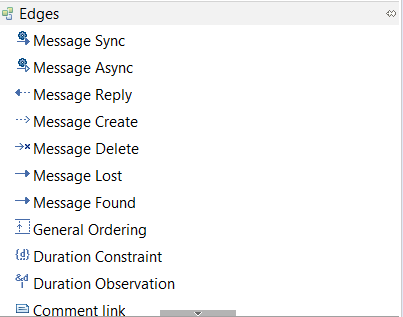 Edges
Message Sync
Message Async
Message Reply
Message Create
Message Delete
Message Lost
Message Found
General Ordering
{d} Duration Constraint
&d Duration Observation
Comment link